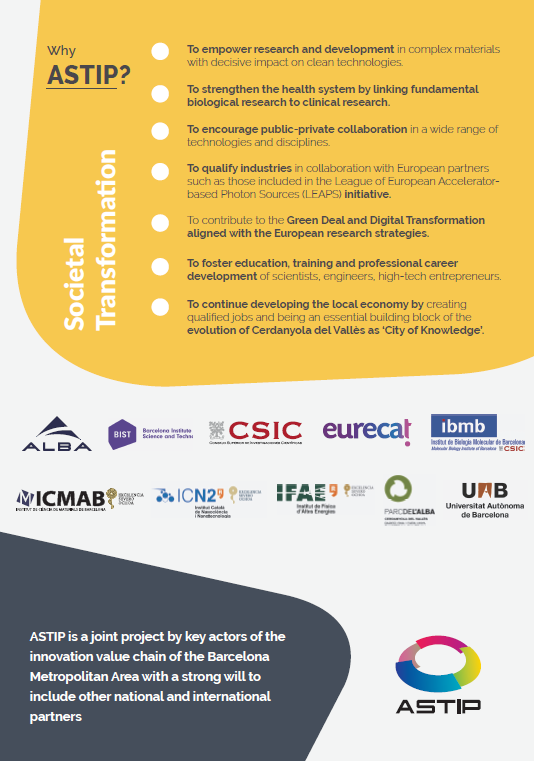 Why
ASTIP?
Societal
Transformation
To empower research and development in complex materials
with decisive impact on clean technologies.
To strengthen the health system by linking fundamental
biological research to clinical research.
To encourage public-private collaboration in a wide range of
technologies and disciplines.
To qualify industries in collaboration with European partners
such as those included in the League of European Accelerator-
based Photon Sources (LEAPS) initiative.
To contribute to the Green Deal and Digital Transformation
aligned with the European research strategies.
To foster education, training and professional career
development of scientists, engineers, high-tech entrepreneurs.
To continue developing the local economy by creating
qualified jobs and being an essential building block of the
evolution of Cerdanyola del Vallès as ‘City of Knowledge’.
ALBA
BIST
Barcelona Institute
Science and Techn
CSIC
CONSEJO SUPERIOR DE INVESTIGACIONES CIENTÍFICAS
eurecat
ibmb
Institut de Biologia Molecular de Barcelona
Molecular Biology Institute of Barcelona
CSIC
ICMAB
INSTITUT DE CIÈNCIA DE MATERIALS DE BARCELONA
EXCELENCIA
SEVERO
OCHOA
ICN2
Institut Català
de Nanociència
i Nanotecnologia
EXCELENCIA
SEVERO
OCHOA
IFAE
Institut de Física
d'Altes Energies
EXCELENCIA
SEVERO
OCHOA
PARCDELALBA
CERDANYOLA DEL VALLÈS
BARCELONA / CATALONIA
UAB
Universitat Autònoma
de Barcelona
ASTIP is a joint project by key actors of the
innovation value chain of the Barcelona
Metropolitan Area with a strong will to
include other national and international
partners
ASTIP